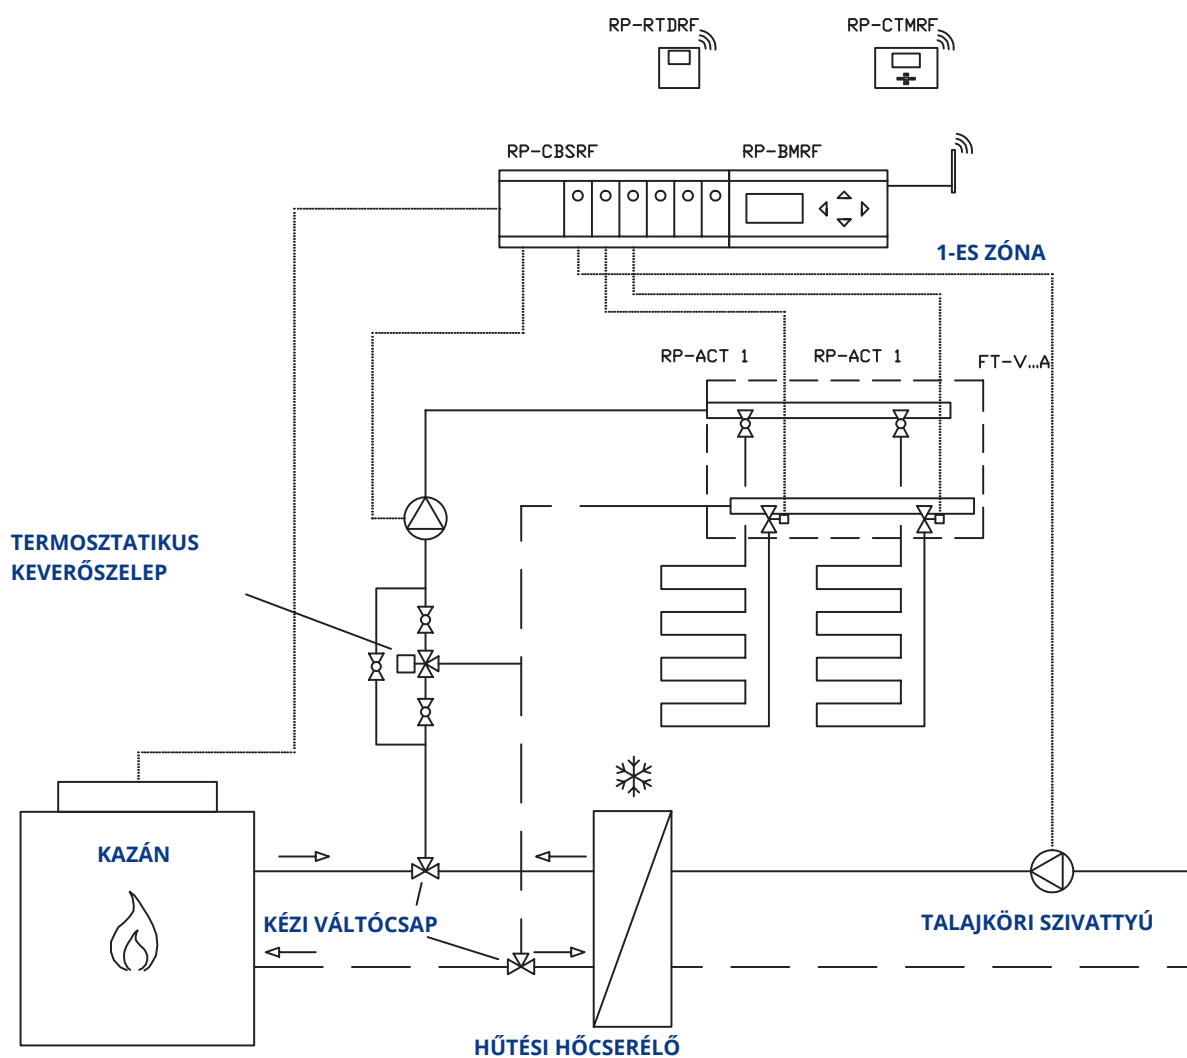 RP-RTDRF
RP-CTMRF
RP-CBSRF
RP-BMRF
1-ES ZÓNA
RP-ACT 1
RP-ACT 1
FT-V...A
TERMOSZTATIKUS
KEVERŐSZELEP
KAZÁN
KÉZI VÁLTÓCSAP
TALAJKÖRI SZIVATTYÚ
HŰTÉSI HŐCSERÉLŐ